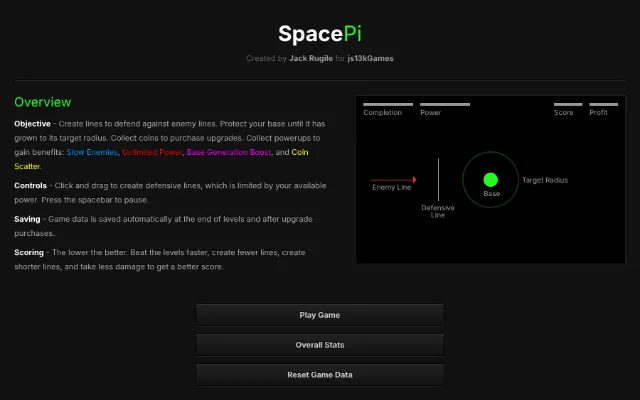 SpacePi
Created by Jack Rugile for js13kGames
Overview
Objective - Create lines to defend against enemy lines. Protect your base until it has
grown to its target radius. Collect coins to purchase upgrades. Collect powerups to
gain benefits: Slow Enemies, Unlimited Power, Base Generation Boost, and Coin
Scatter.
Controls - Click and drag to create defensive lines, which is limited by your available
power. Press the spacebar to pause.
Saving - Game data is saved automatically at the end of levels and after upgrade
purchases.
Scoring - The lower the better. Beat the levels faster, create fewer lines, create
shorter lines, and take less damage to get a better score.
Completion
Power
Score
Profit
Enemy Line
Defensive
Line
Base
Target Radius
Play Game
Overall Stats
Reset Game Data